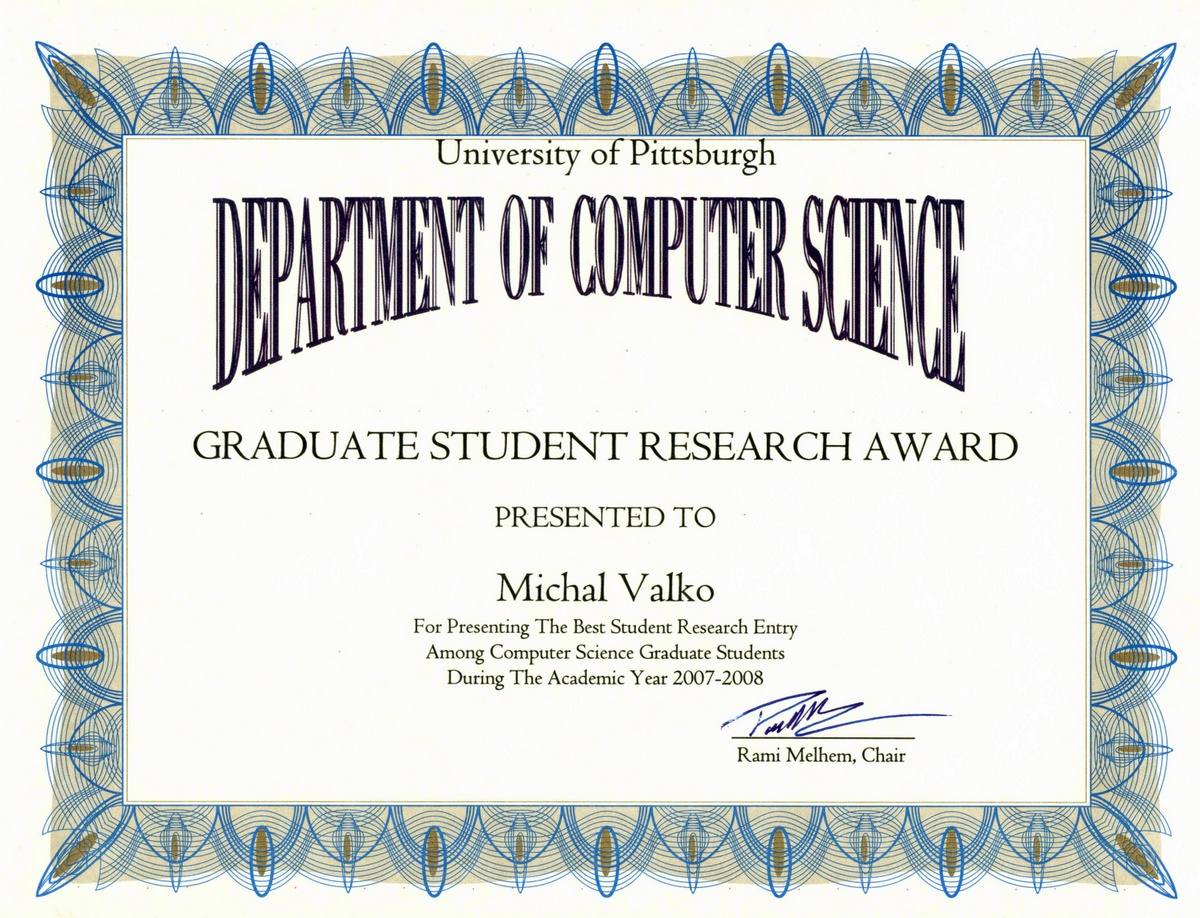 University of Pittsburgh
DEPARTMENT OF COMPUTER SCIENCE
GRADUATE STUDENT RESEARCH AWARD
PRESENTED TO
Michal Valko
For Presenting The Best Student Research Entry
Among Computer Science Graduate Students
During The Academic Year 2007-2008
Rami Melhem, Chair